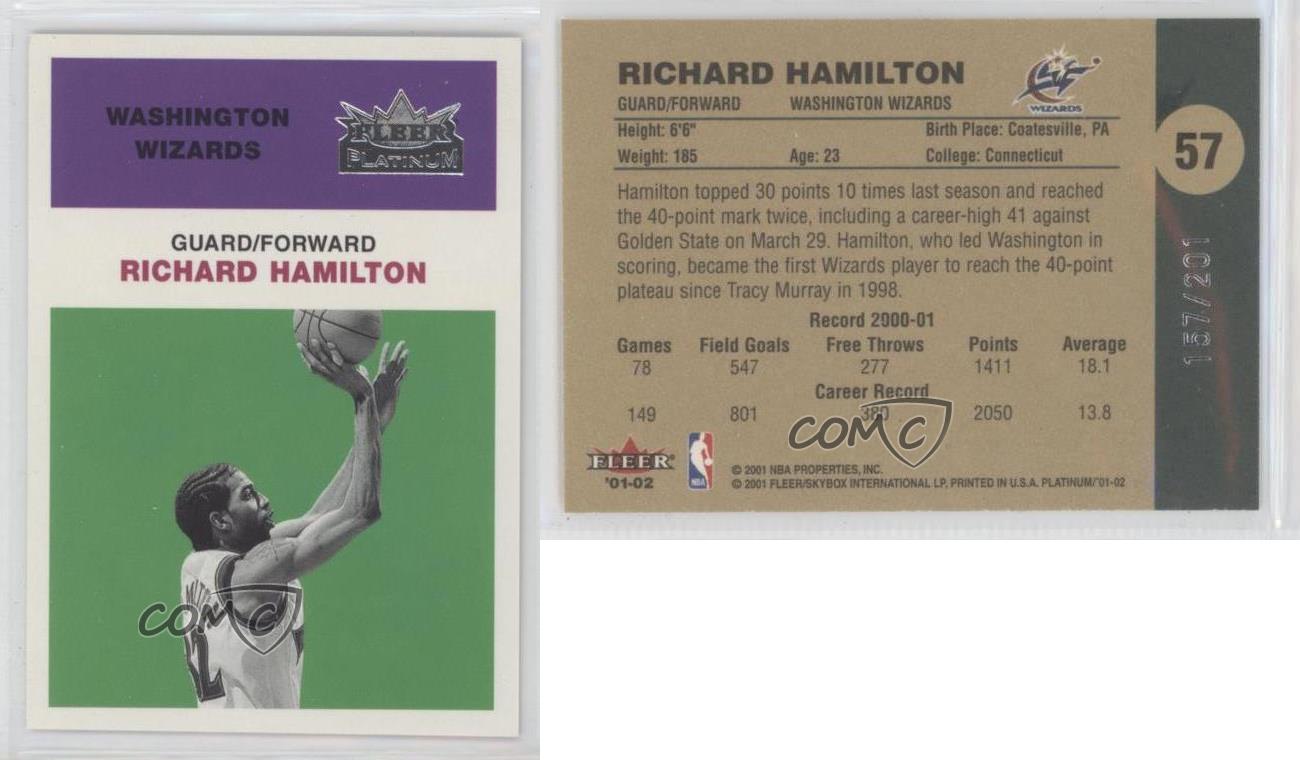 WASHINGTON
WIZARDS
FLEER
PLATINUM
GUARD/FORWARD
RICHARD HAMILTON
COMC
RICHARD HAMILTON
WIZARDS
GUARD/FORWARD WASHINGTON WIZARDS
Height: 6'6" Birth Place: Coatesville, PA
Weight: 185 Age: 23 College: Connecticut
57
Hamilton topped 30 points 10 times last season and reached
the 40-point mark twice, including a career-high 41 against
Golden State on March 29. Hamilton, who led Washington in
scoring, became the first Wizards player to reach the 40-point
plateau since Tracy Murray in 1998.
157/201
Record 2000-01
Games Field Goals Free Throws Points Average
78 547 277 1411 18.1
Career Record
149 801 380 2050 13.8
COMC
FLEER
'01-02
NBA
© 2001 NBA PROPERTIES, INC.
© 2001 FLEER/SKYBOX INTERNATIONAL LP, PRINTED IN U.S.A. PLATINUM/'01-02